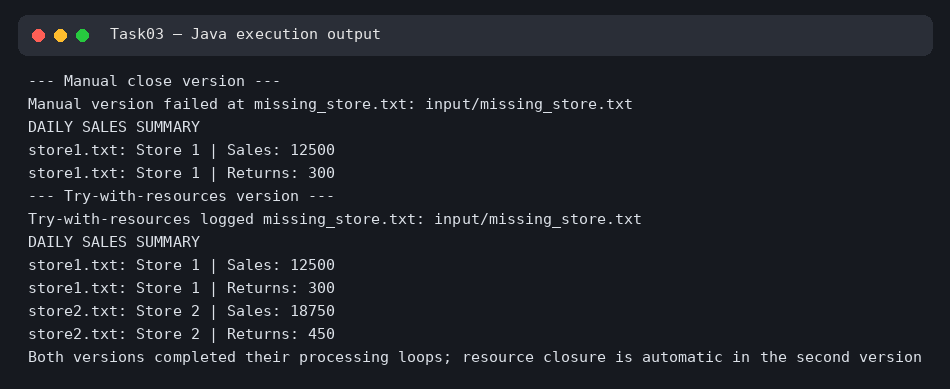 Task03 — Java execution output
--- Manual close version ---
Manual version failed at missing_store.txt: input/missing_store.txt
DAILY SALES SUMMARY
store1.txt: Store 1 | Sales: 12500
store1.txt: Store 1 | Returns: 300
--- Try-with-resources version ---
Try-with-resources logged missing_store.txt: input/missing_store.txt
DAILY SALES SUMMARY
store1.txt: Store 1 | Sales: 12500
store1.txt: Store 1 | Returns: 300
store2.txt: Store 2 | Sales: 18750
store2.txt: Store 2 | Returns: 450
Both versions completed their processing loops; resource closure is automatic in the second version